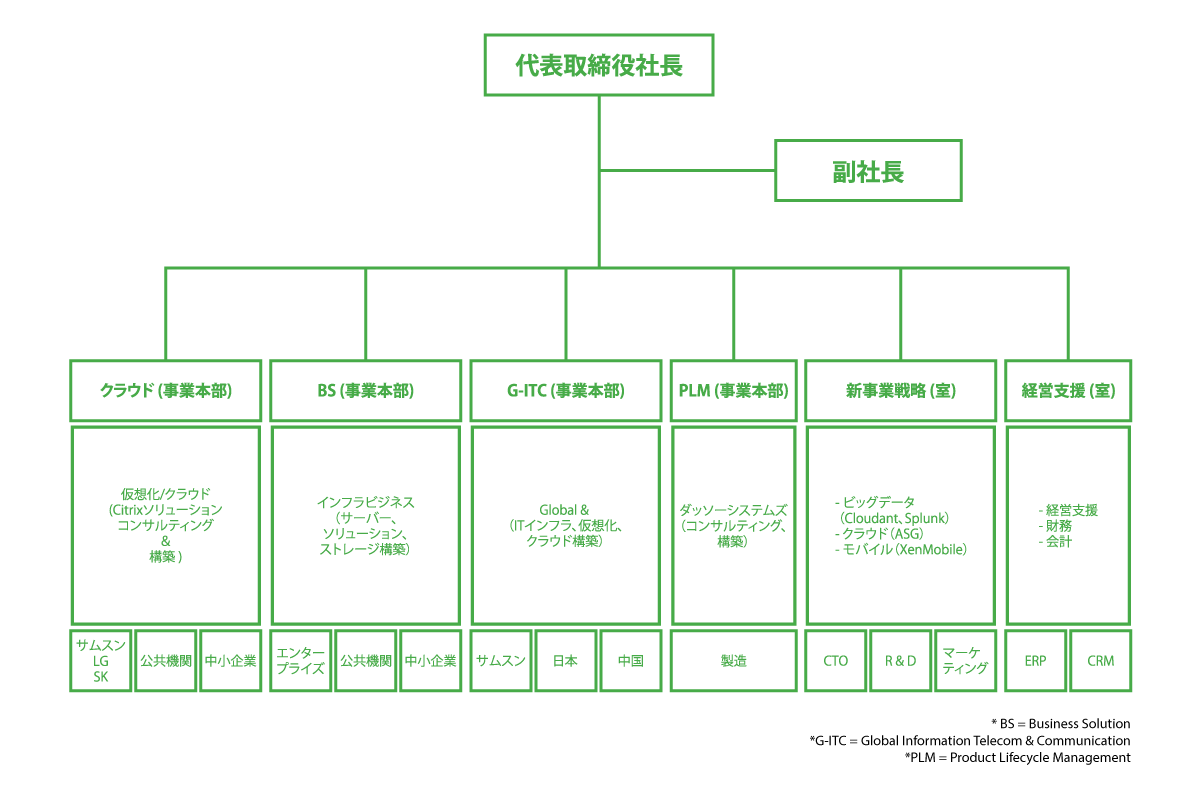 代表取締役社長
副社長
クラウド (事業本部)
BS (事業本部)
G-ITC (事業本部)
PLM (事業本部)
新事業戦略 (室)
経営支援 (室)
仮想化/クラウド
(Citrixソリューション
コンサルティング
&
構築 )
インフラビジネス
(サーバー、
ソリューション、
ストレージ構築)
Global &
(ITインフラ、仮想化、
クラウド構築)
ダッソーシステムズ
(コンサルティング、
構築)
- ビッグデータ
(Cloudant、Splunk)
- クラウド (ASG)
- モバイル (XenMobile)
- 経営支援
- 財務
- 会計
サムスン
LG
SK
公共機関
中小企業
エンター
プライズ
公共機関
中小企業
サムスン
日本
中国
製造
CTO
R & D
マーケ
ティング
ERP
CRM
* BS = Business Solution
*G-ITC = Global Information Telecom & Communication
*PLM = Product Lifecycle Management